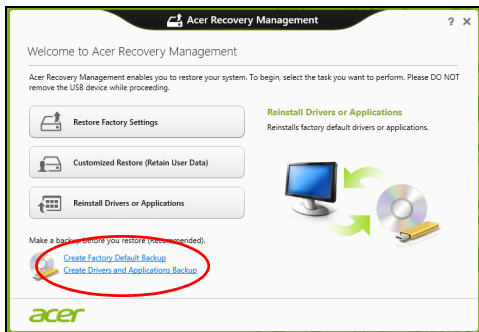 Acer Recovery Management
? X
Welcome to Acer Recovery Management
Acer Recovery Management enables you to restore your system. To begin, select the task you want to perform. Please DO NOT
remove the USB device while proceeding.
Restore Factory Settings
Customized Restore (Retain User Data)
Reinstall Drivers or Applications
Reinstall Drivers or Applications
Reinstalls factory default drivers or applications.
Make a backup before you restore (Recommended).
Create Factory Default Backup
Create Drivers and Applications Backup
acer